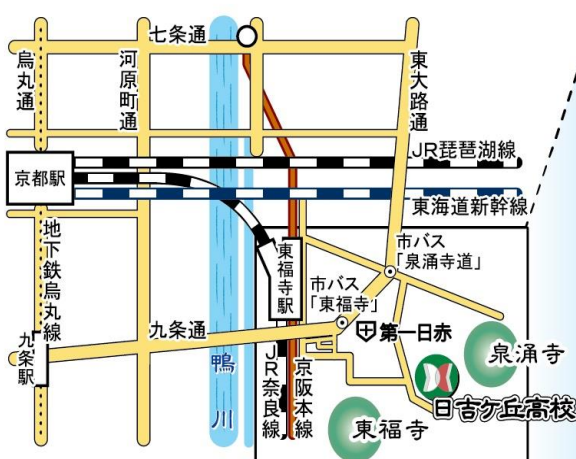 七条通
烏丸通
河原町通
東大路通
JR琵琶湖線
京都駅
東海道新幹線
地下鉄烏丸線
東福寺駅
市バス
「泉涌寺道」
市バス
「東福寺」
九条通
第一日赤
九条駅
泉涌寺
鴨川
JR奈良線
京阪本線
日吉ケ丘高校
東福寺